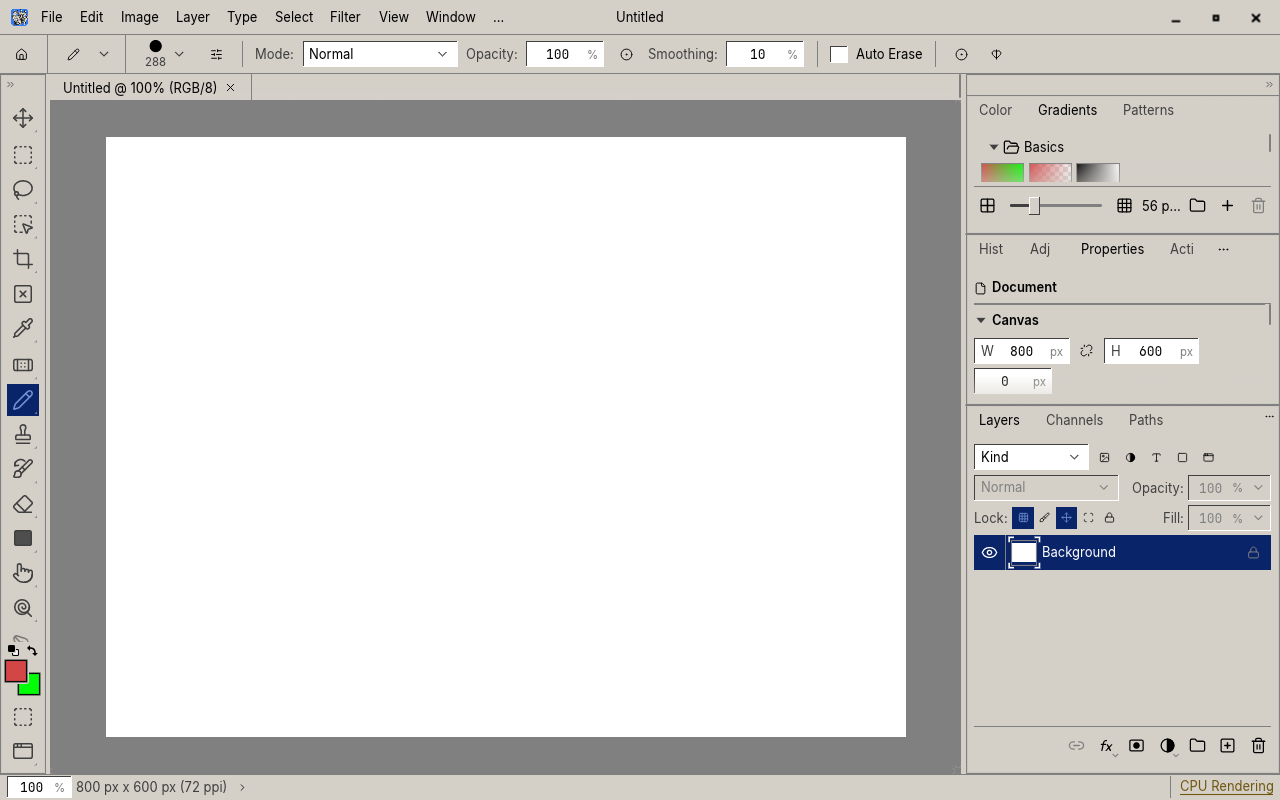 File Edit Image Layer Type Select Filter View Window ... Untitled
288 Mode: Normal Opacity: 100 % Smoothing: 10 % Auto Erase
Untitled @ 100% (RGB/8)
Color Gradients Patterns
Basics
56 p...
Hist Adj Properties Acti
Document
Canvas
W 800 px H 600 px
0 px
Layers Channels Paths
Kind
Normal Opacity: 100 %
Lock: Fill: 100 %
Background
fx
100 % 800 px x 600 px (72 ppi) CPU Rendering